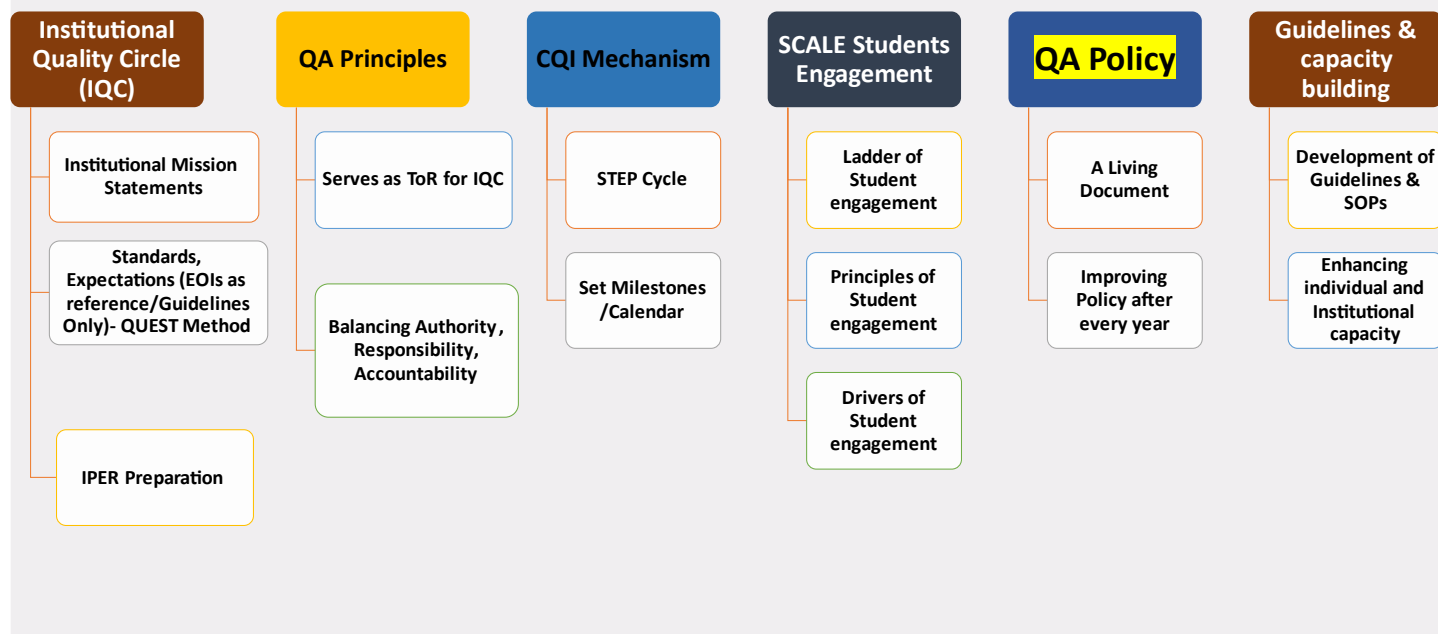 Institutional
Quality Circle
(IQC)
Institutional Mission
Statements
Standards,
Expectations (EOIs as
reference/Guidelines
Only)- QUEST Method
IPER Preparation
QA Principles
Serves as ToR for IQC
Balancing Authority,
Responsibility,
Accountability
CQI Mechanism
STEP Cycle
Set Milestones
/Calendar
SCALE Students
Engagement
Ladder of
Student
engagement
Principles of
Student
engagement
Drivers of
Student
engagement
QA Policy
A Living
Document
Improving
Policy after
every year
Guidelines &
capacity
building
Development of
Guidelines &
SOPs
Enhancing
individual and
Institutional
capacity